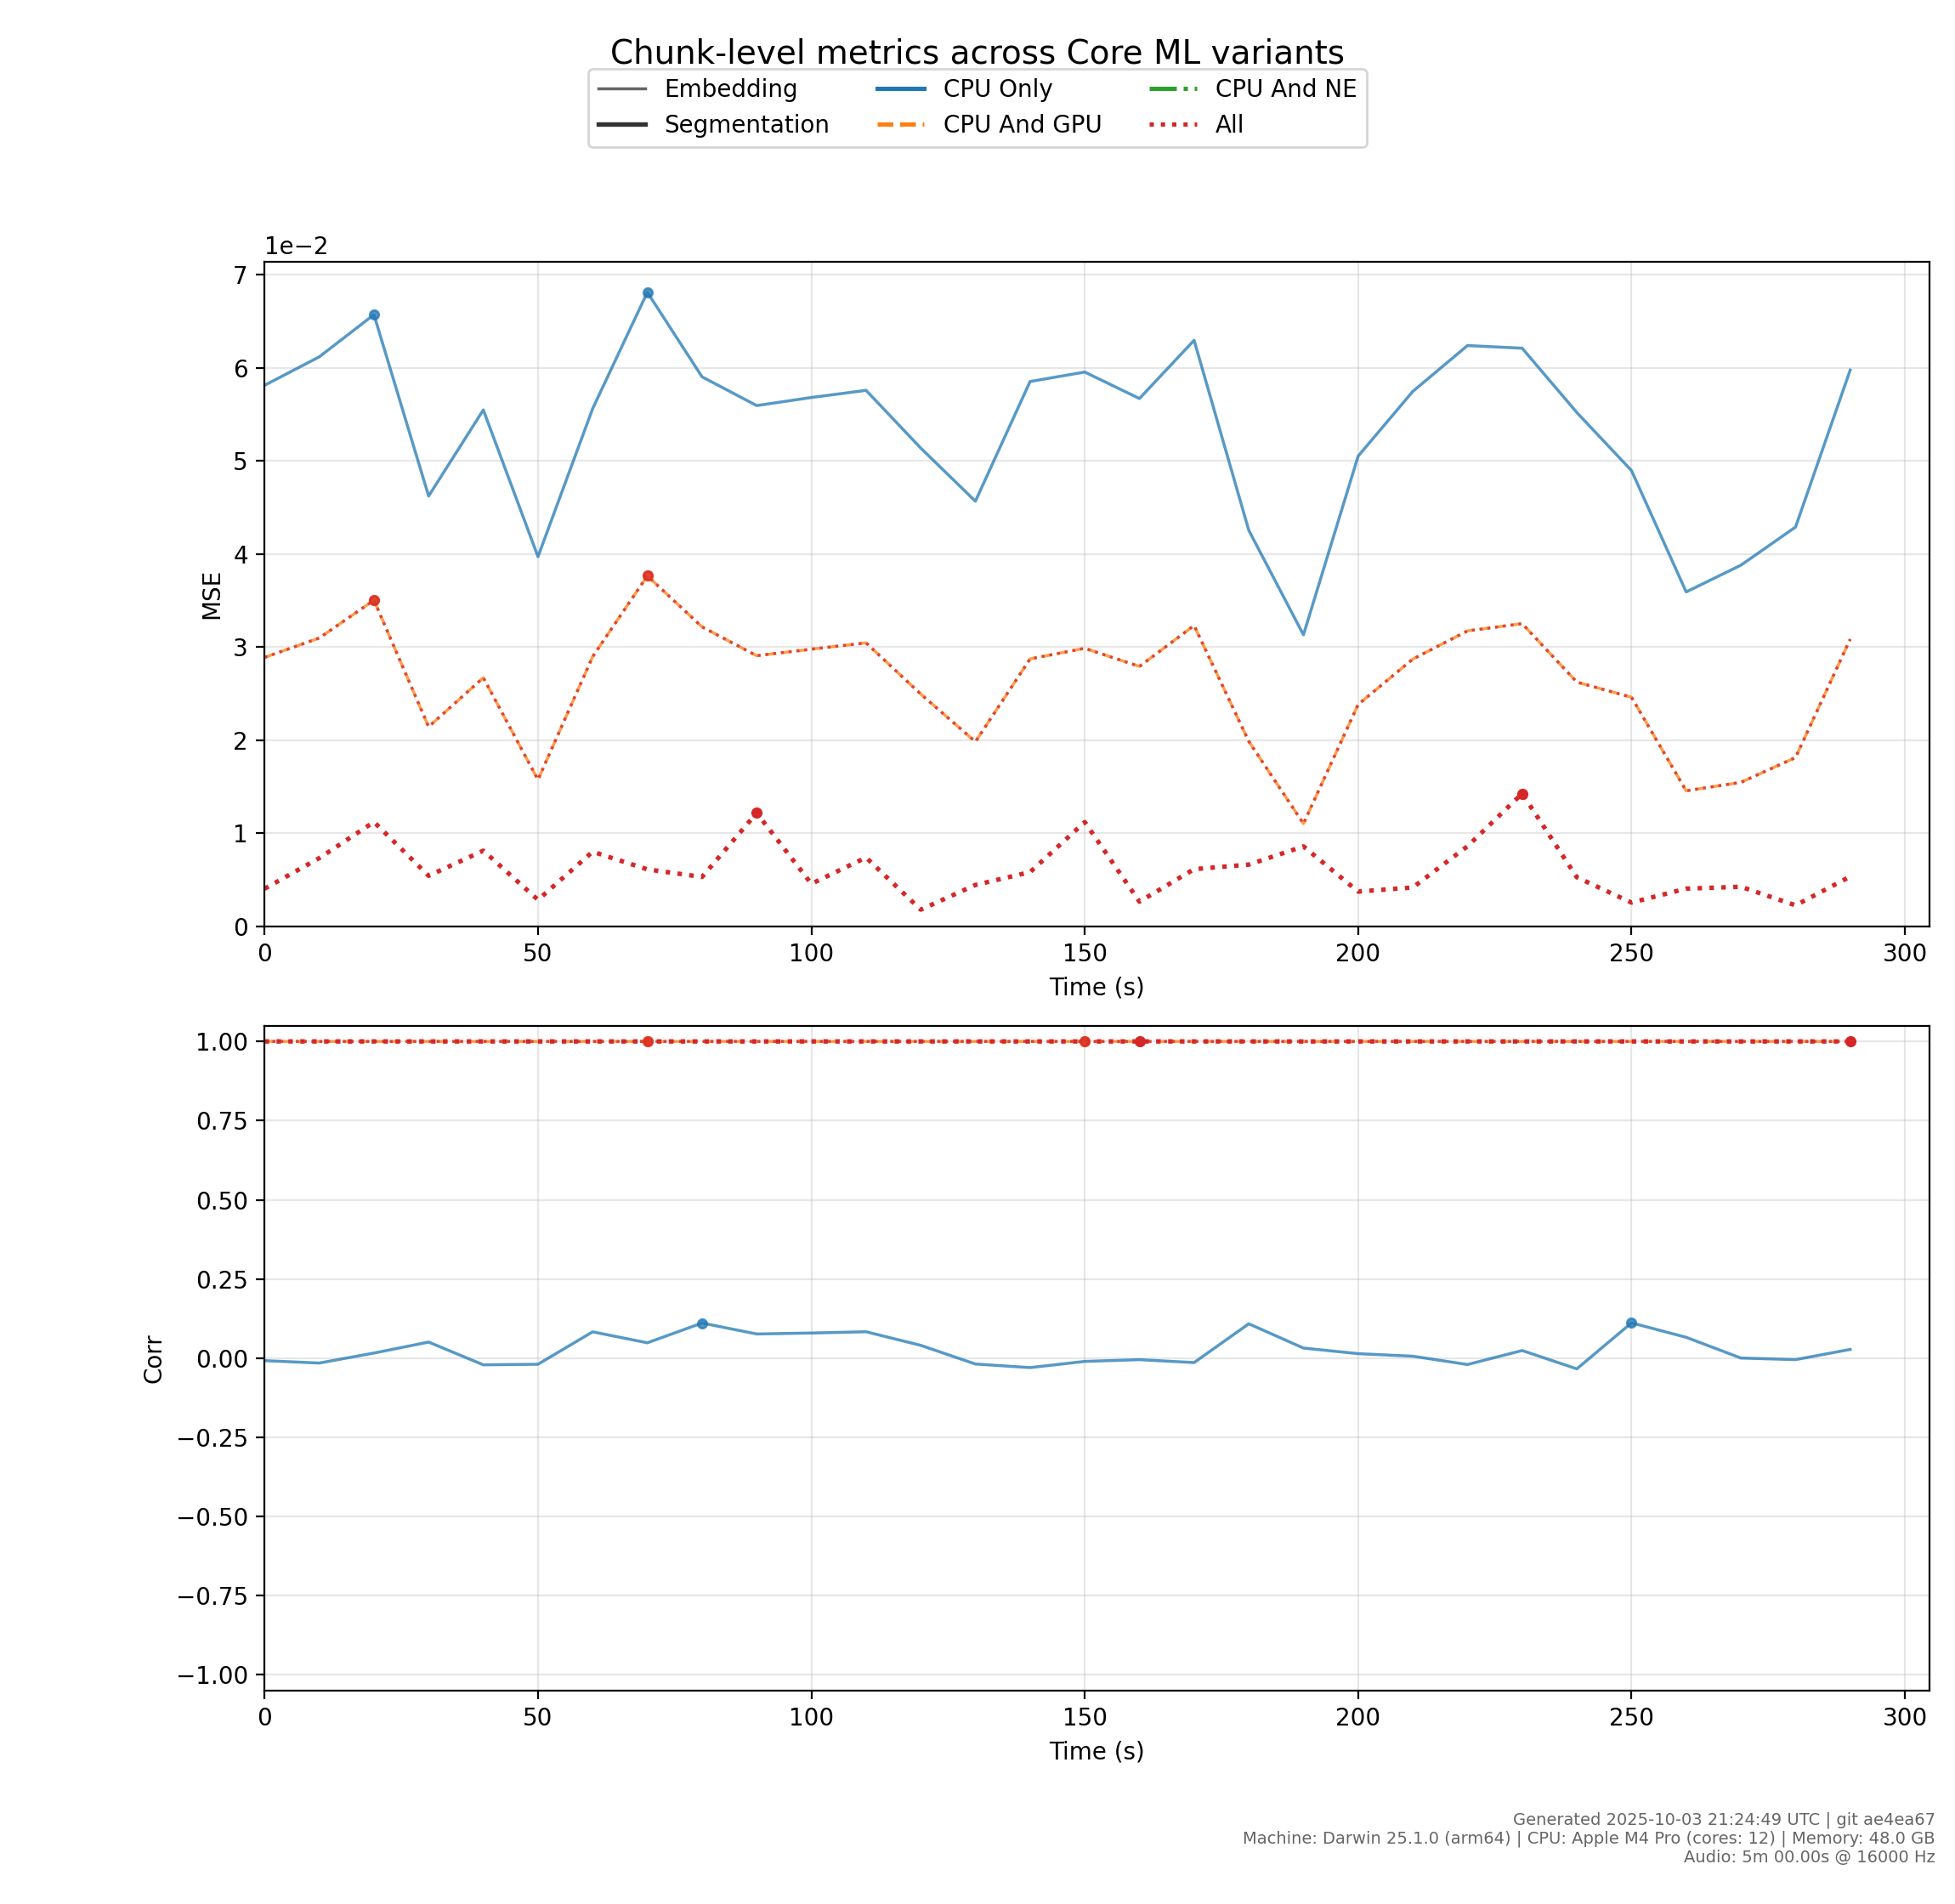 Chunk-level metrics across Core ML variants
Embedding CPU Only CPU And NE
Segmentation CPU And GPU All
1e−2
7
6
5
4
3
2
1
0
MSE
0 50 100 150 200 250 300
Time (s)
1.00
0.75
0.50
0.25
0.00
−0.25
−0.50
−0.75
−1.00
Corr
0 50 100 150 200 250 300
Time (s)
Generated 2025-10-03 21:24:49 UTC | git ae4ea67
Machine: Darwin 25.1.0 (arm64) | CPU: Apple M4 Pro (cores: 12) | Memory: 48.0 GB
Audio: 5m 00.00s @ 16000 Hz